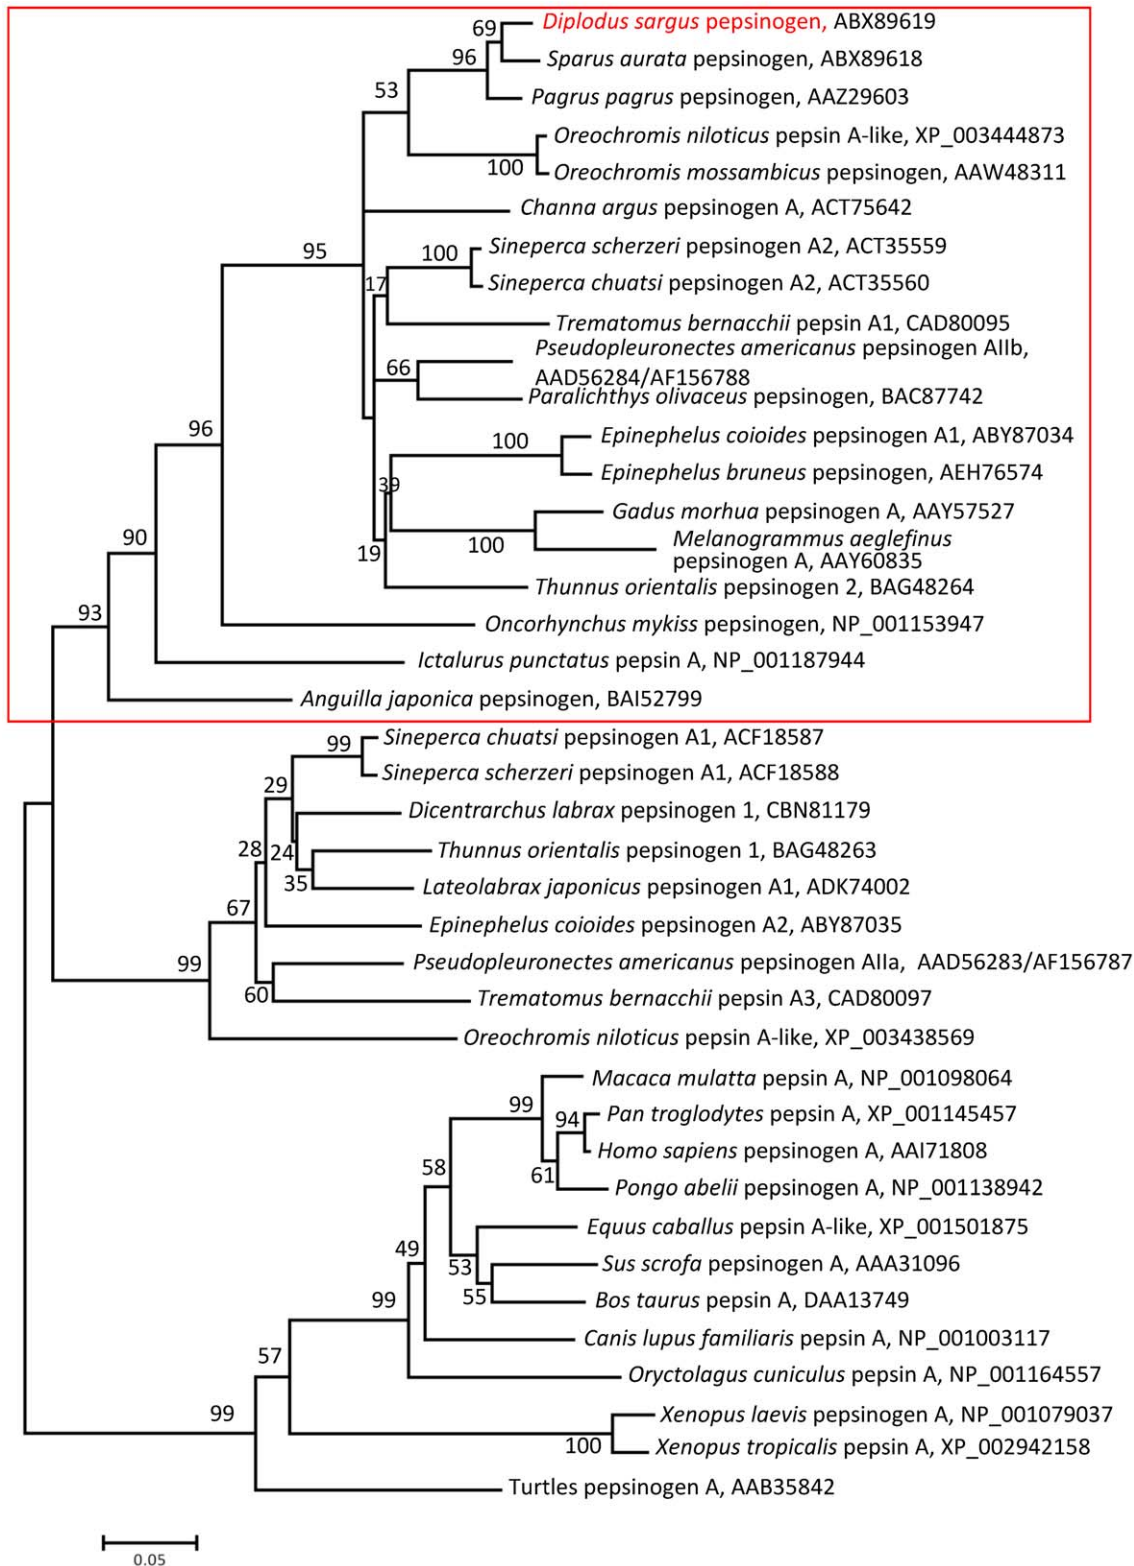 69
Diplodus sargus pepsinogen, ABX89619
96
Sparus aurata pepsinogen, ABX89618
53
Pagrus pagrus pepsinogen, AAZ29603
Oreochromis niloticus pepsin A-like, XP_003444873
100
Oreochromis mossambicus pepsinogen, AAW48311
Channa argus pepsinogen A, ACT75642
95
100
Sineperca scherzeri pepsinogen A2, ACT35559
17
Sineperca chuatsi pepsinogen A2, ACT35560
Trematomus bernacchii pepsin A1, CAD80095
Pseudopleuronectes americanus pepsinogen AIIb,
66
AAD56284/AF156788
Paralichthys olivaceus pepsinogen, BAC87742
96
100
Epinephelus coioides pepsinogen A1, ABY87034
39
Epinephelus bruneus pepsinogen, AEH76574
Gadus morhua pepsinogen A, AAY57527
90
100
Melanogrammus aeglefinus
19
pepsinogen A, AAY60835
Thunnus orientalis pepsinogen 2, BAG48264
93
Oncorhynchus mykiss pepsinogen, NP_001153947
Ictalurus punctatus pepsin A, NP_001187944
Anguilla japonica pepsinogen, BAI52799
99
Sineperca chuatsi pepsinogen A1, ACF18587
29
Sineperca scherzeri pepsinogen A1, ACF18588
Dicentrarchus labrax pepsinogen 1, CBN81179
28
24
Thunnus orientalis pepsinogen 1, BAG48263
35
Lateolabrax japonicus pepsinogen A1, ADK74002
67
Epinephelus coioides pepsinogen A2, ABY87035
99
Pseudopleuronectes americanus pepsinogen AIIa, AAD56283/AF156787
60
Trematomus bernacchii pepsin A3, CAD80097
Oreochromis niloticus pepsin A-like, XP_003438569
Macaca mulatta pepsin A, NP_001098064
99
94
Pan troglodytes pepsin A, XP_001145457
Homo sapiens pepsinogen A, AAI71808
58
61
Pongo abelii pepsinogen A, NP_001138942
Equus caballus pepsin A-like, XP_001501875
49
53
Sus scrofa pepsinogen A, AAA31096
99
55
Bos taurus pepsin A, DAA13749
Canis lupus familiaris pepsin A, NP_001003117
57
Oryctolagus cuniculus pepsin A, NP_001164557
99
Xenopus laevis pepsinogen A, NP_001079037
100
Xenopus tropicalis pepsin A, XP_002942158
Turtles pepsinogen A, AAB35842
0.05